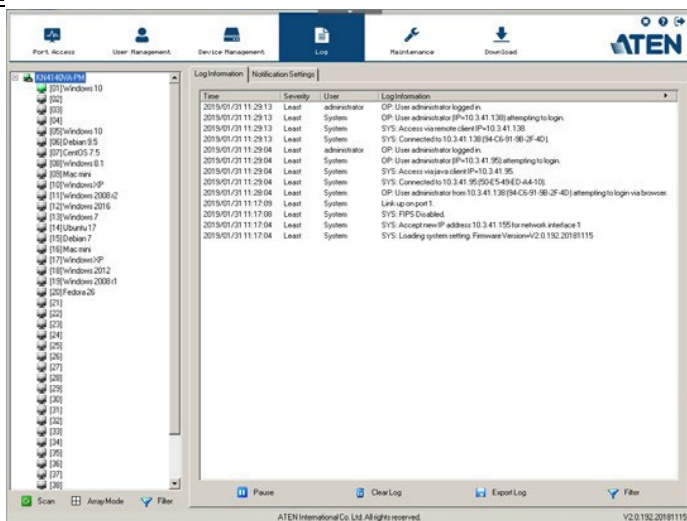 Port Access
User Management
Device Management
Log
Maintenance
Download
ATEN
KN4140VA-PM
[01]Windows 10
[02]
[03]
[04]
[05]Windows 10
[06]Debian 9.5
[07]CentOS 7.5
[08]Windows 8.1
[09]Mac mini
[10]Windows XP
[11]Windows 2008 r2
[12]Windows 2016
[13]Windows 7
[14]Ubuntu 17
[15]Debian 7
[16]Mac mini
[17]Windows XP
[18]Windows 2012
[19]Windows 2008 r1
[20]Fedora 26
[21]
[22]
[23]
[24]
[25]
[26]
[27]
[28]
[29]
[30]
[31]
[32]
[33]
[34]
[35]
[36]
[37]
[38]
Scan
Array Mode
Filter
Log Information
Notification Settings
Time Severity User Log Information
2019/01/31 11:29:13 Least administrator OP: User administrator logged in.
2019/01/31 11:29:13 Least System OP: User administrator (IP=10.3.41.138) attempting to login.
2019/01/31 11:29:13 Least System SYS: Access via remote client IP=10.3.41.138.
2019/01/31 11:29:13 Least System SYS: Connected to 10.3.41.138 (94-C6-91-9B-2F-4D).
2019/01/31 11:29:04 Least administrator OP: User administrator logged in.
2019/01/31 11:29:04 Least System OP: User administrator (IP=10.3.41.95) attempting to login.
2019/01/31 11:29:04 Least System SYS: Access via java client IP=10.3.41.95.
2019/01/31 11:29:04 Least System SYS: Connected to 10.3.41.95 (50-E5-49-ED-A4-10).
2019/01/31 11:28:04 Least System OP: User administrator from 10.3.41.138 (94-C6-91-9B-2F-4D) attempting to login via browser.
2019/01/31 11:17:09 Least System Link up on port 1.
2019/01/31 11:17:08 Least System SYS: FIPS Disabled.
2019/01/31 11:17:04 Least System SYS: Accept new IP address 10.3.41.155 for network interface 1
2019/01/31 11:17:04 Least System SYS: Loading system setting. Firmware Version=V2.0.192.20181115
Pause
Clear Log
Export Log
Filter
ATEN International Co. Ltd. All rights reserved.
V2.0.192.20181115